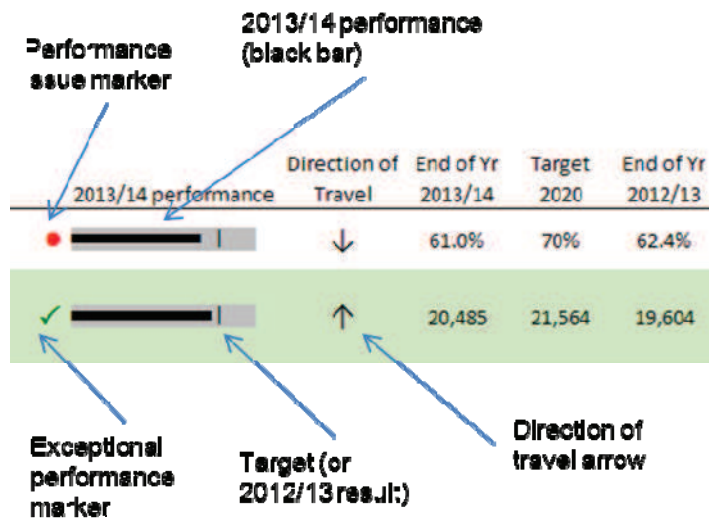 2013/14 performance
(black bar)
Performance
issue marker
Direction of End of Yr Target End of Yr
2013/14 performance Travel 2013/14 2020 2012/13
61.0% 70% 62.4%
20,485 21,564 19,604
Exceptional
performance
marker
Target (or
2012/13 result)
Direction of
travel arrow